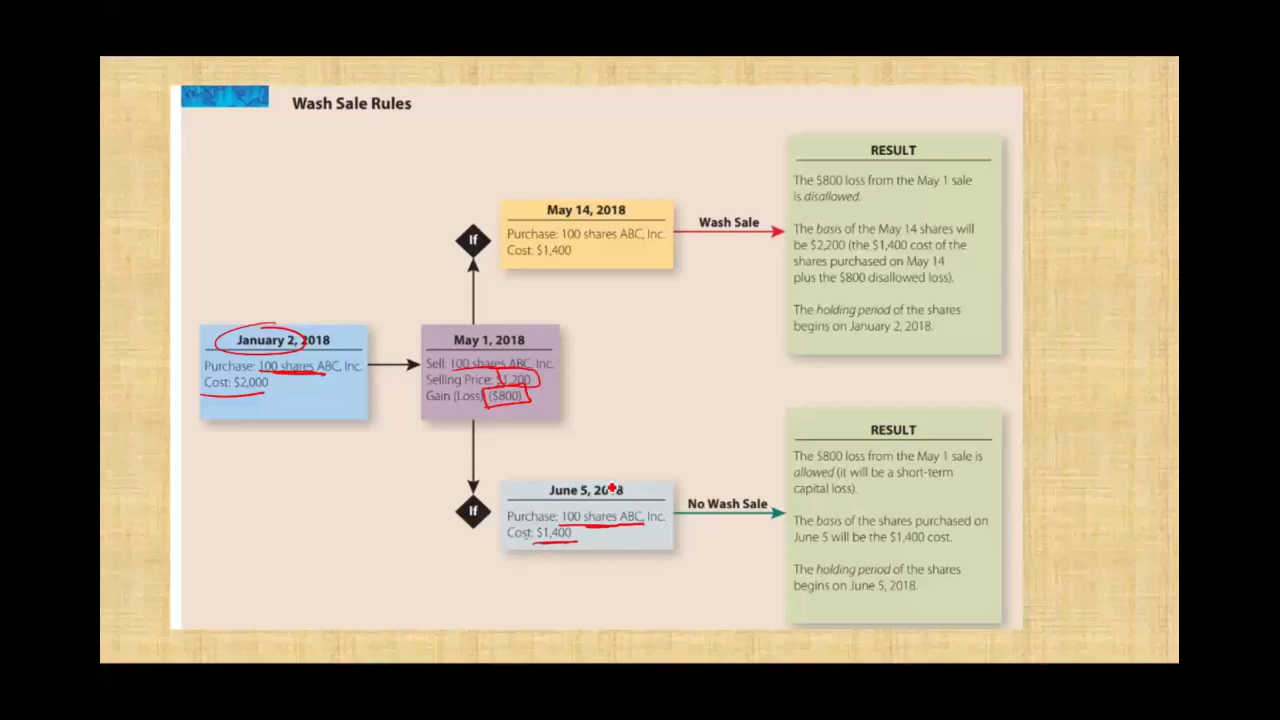 Wash Sale Rules
RESULT
The $800 loss from the May 1 sale
is disallowed.
The basis of the May 14 shares will
be $2,200 (the $1,400 cost of the
shares purchased on May 14
plus the $800 disallowed loss).
The holding period of the shares
begins on January 2, 2018.
May 14, 2018
Purchase: 100 shares ABC, Inc.
Cost: $1,400
Wash Sale
If
January 2, 2018
Purchase: 100 shares ABC, Inc.
Cost: $2,000
May 1, 2018
Sell: 100 shares ABC, Inc.
Selling Price: $1,200
Gain (Loss) ($800)
If
June 5, 2018
Purchase: 100 shares ABC, Inc.
Cost: $1,400
No Wash Sale
RESULT
The $800 loss from the May 1 sale is
allowed (it will be a short-term
capital loss).
The basis of the shares purchased on
June 5 will be the $1,400 cost.
The holding period of the shares
begins on June 5, 2018.